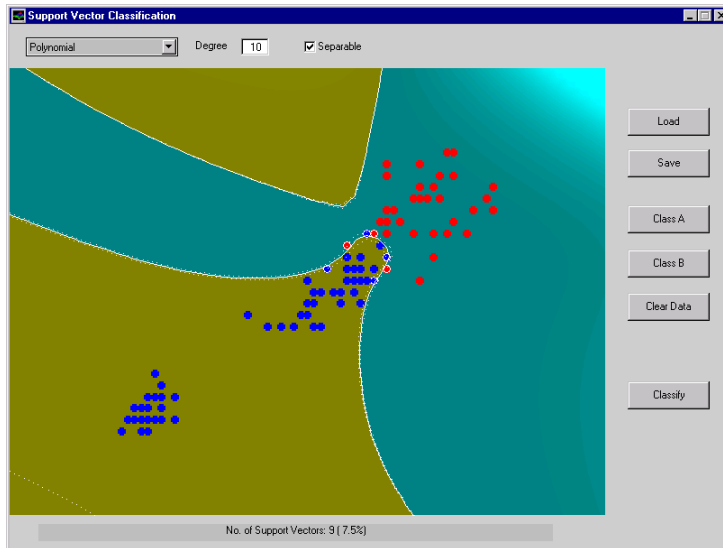 Support Vector Classification
Polynomial
Degree
10
Separable
Load
Save
Class A
Class B
Clear Data
Classify
No. of Support Vectors: 9 (7.5%)